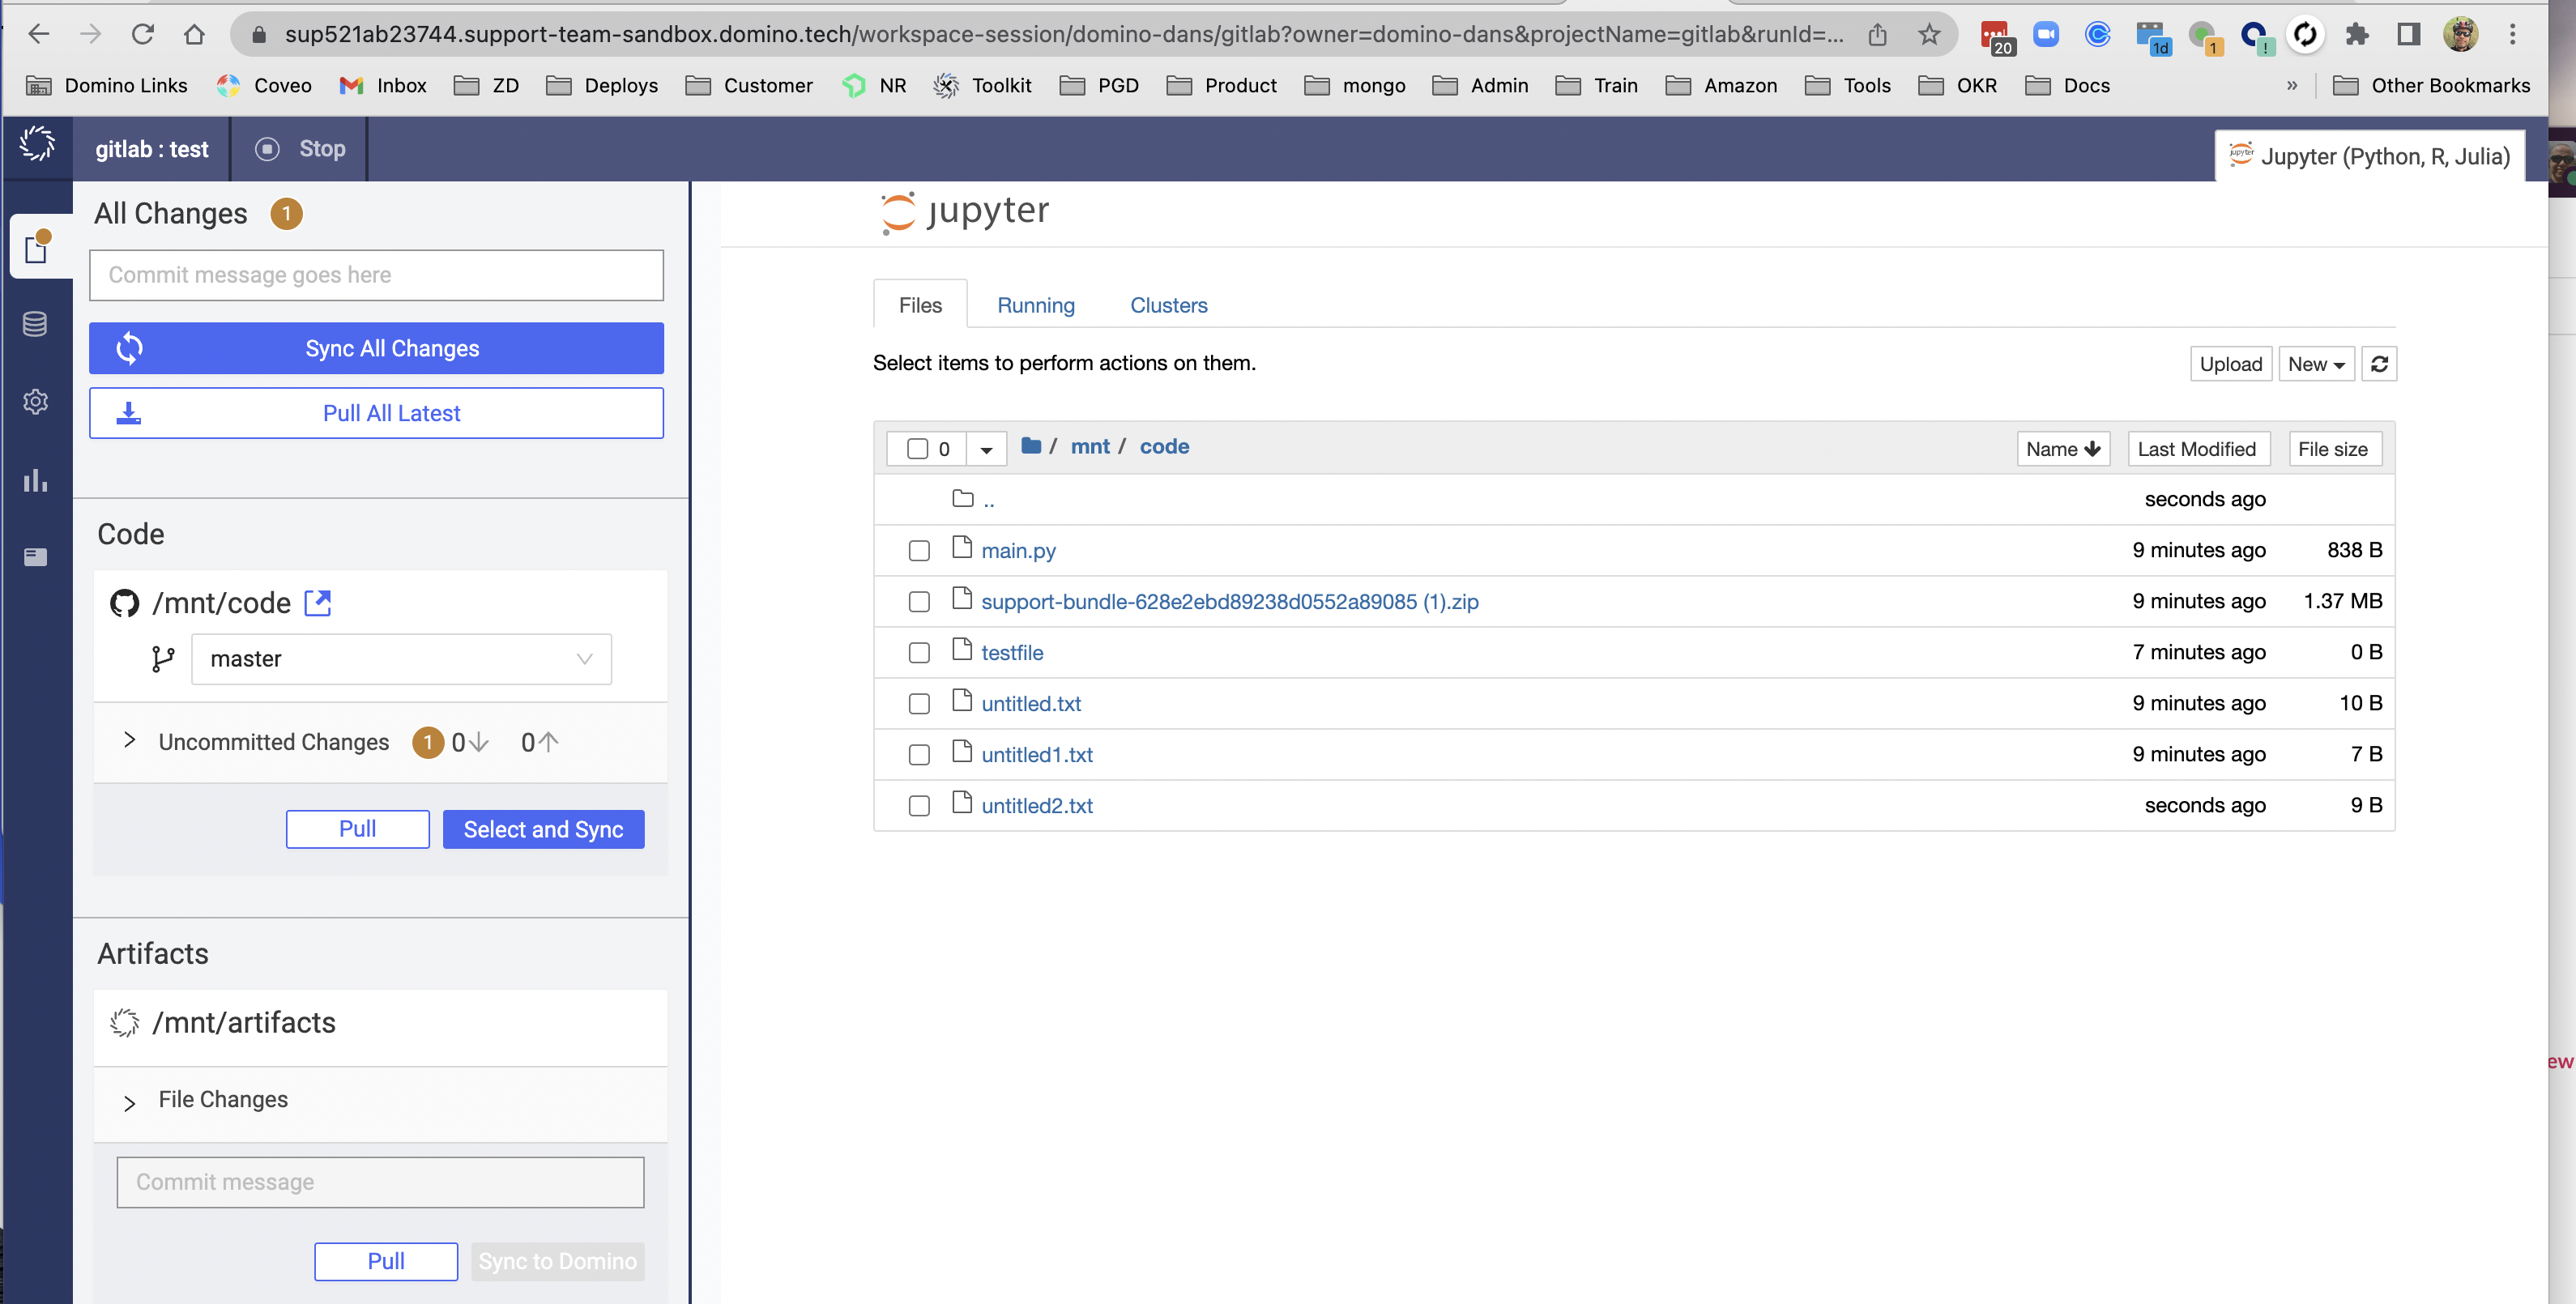 sup521ab23744.support-team-sandbox.domino.tech/workspace-session/domino-dans/gitlab?owner=domino-dans&projectName=gitlab&runId=...
20
1d
1
!
Domino Links Coveo Inbox ZD Deploys Customer NR Toolkit PGD Product mongo Admin Train Amazon Tools OKR Docs » Other Bookmarks
gitlab : test Stop
jupyter Jupyter (Python, R, Julia)
All Changes 1
Commit message goes here
Sync All Changes
Pull All Latest
Code
/mnt/code
master
Uncommitted Changes 1 0 0
Pull Select and Sync
Artifacts
/mnt/artifacts
File Changes
Commit message
Pull Sync to Domino
jupyter
Files Running Clusters
Select items to perform actions on them.
Upload New
0 / mnt / code Name Last Modified File size
.. seconds ago
main.py 9 minutes ago 838 B
support-bundle-628e2ebd89238d0552a89085 (1).zip 9 minutes ago 1.37 MB
testfile 7 minutes ago 0 B
untitled.txt 9 minutes ago 10 B
untitled1.txt 9 minutes ago 7 B
untitled2.txt seconds ago 9 B
ew